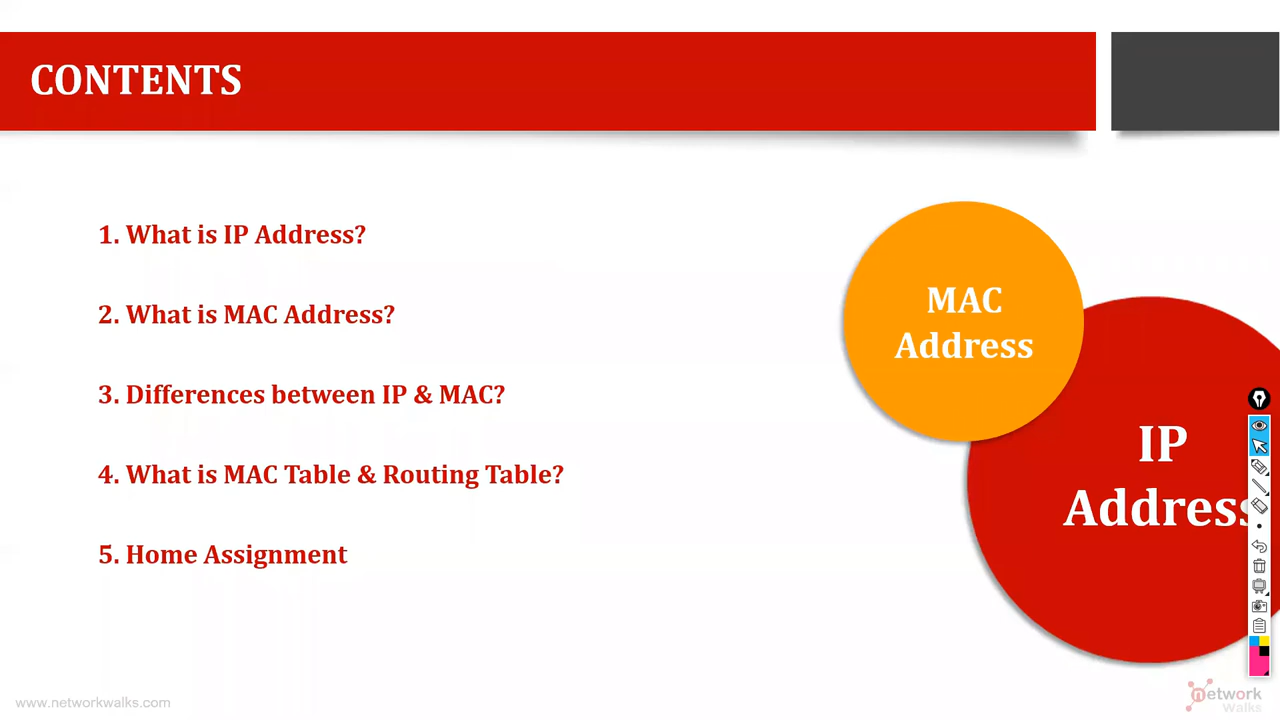 CONTENTS
1. What is IP Address?
2. What is MAC Address?
3. Differences between IP & MAC?
4. What is MAC Table & Routing Table?
5. Home Assignment
MAC
Address
IP
Address
www.networkwalks.com
network
Walks